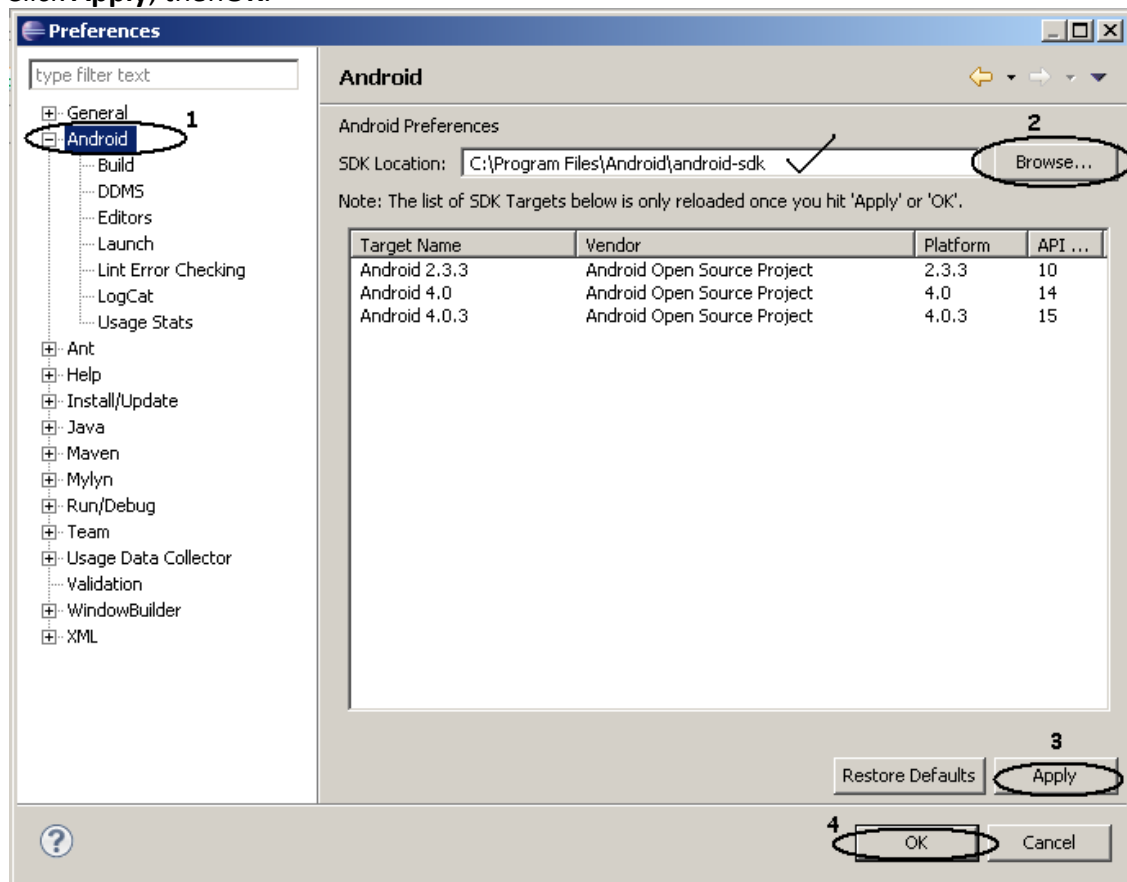 Click Apply, then OK.
Preferences
type filter text
Android
General
1
Android
Build
DDMS
Editors
Launch
Lint Error Checking
LogCat
Usage Stats
Ant
Help
Install/Update
Java
Maven
Mylyn
Run/Debug
Team
Usage Data Collector
Validation
WindowBuilder
XML
Android Preferences
2
SDK Location: C:\Program Files\Android\android-sdk Browse...
Note: The list of SDK Targets below is only reloaded once you hit 'Apply' or 'OK'.
Target Name Vendor Platform API ...
Android 2.3.3 Android Open Source Project 2.3.3 10
Android 4.0 Android Open Source Project 4.0 14
Android 4.0.3 Android Open Source Project 4.0.3 15
3
Restore Defaults Apply
4
OK Cancel